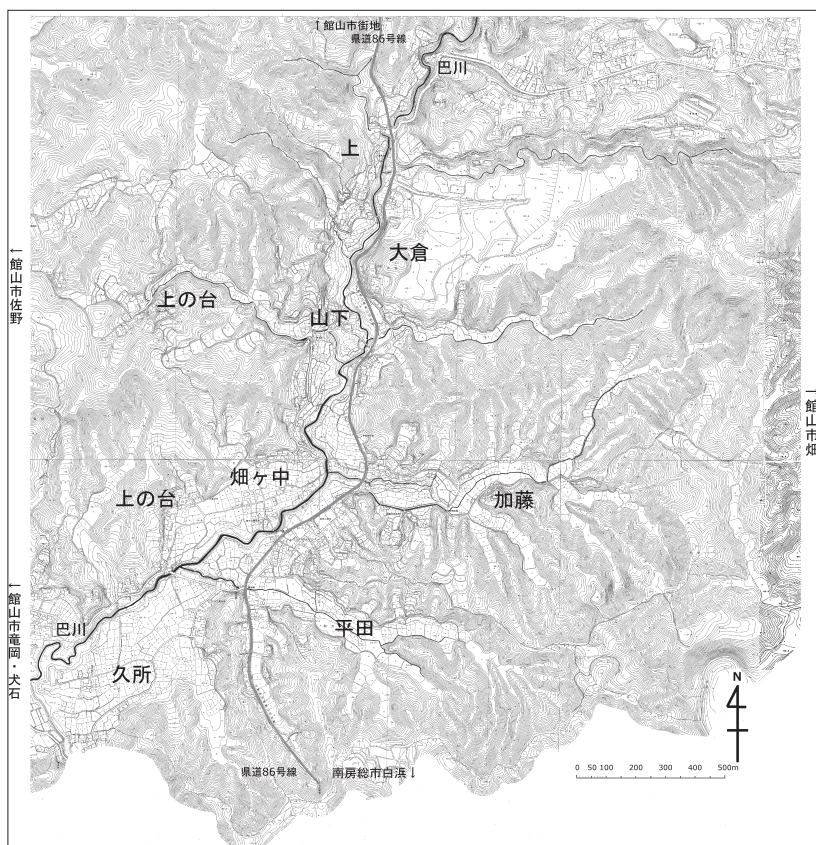 ↑館山市街地
県道86号線
巴川
上
大倉
←館山市佐野
上の台
山下
→館山市畑
畑ヶ中
上の台
加藤
←館山市竜岡・犬石
巴川
平田
久所
N
県道86号線
南房総市白浜↓
0 50 100 200 300 400 500m